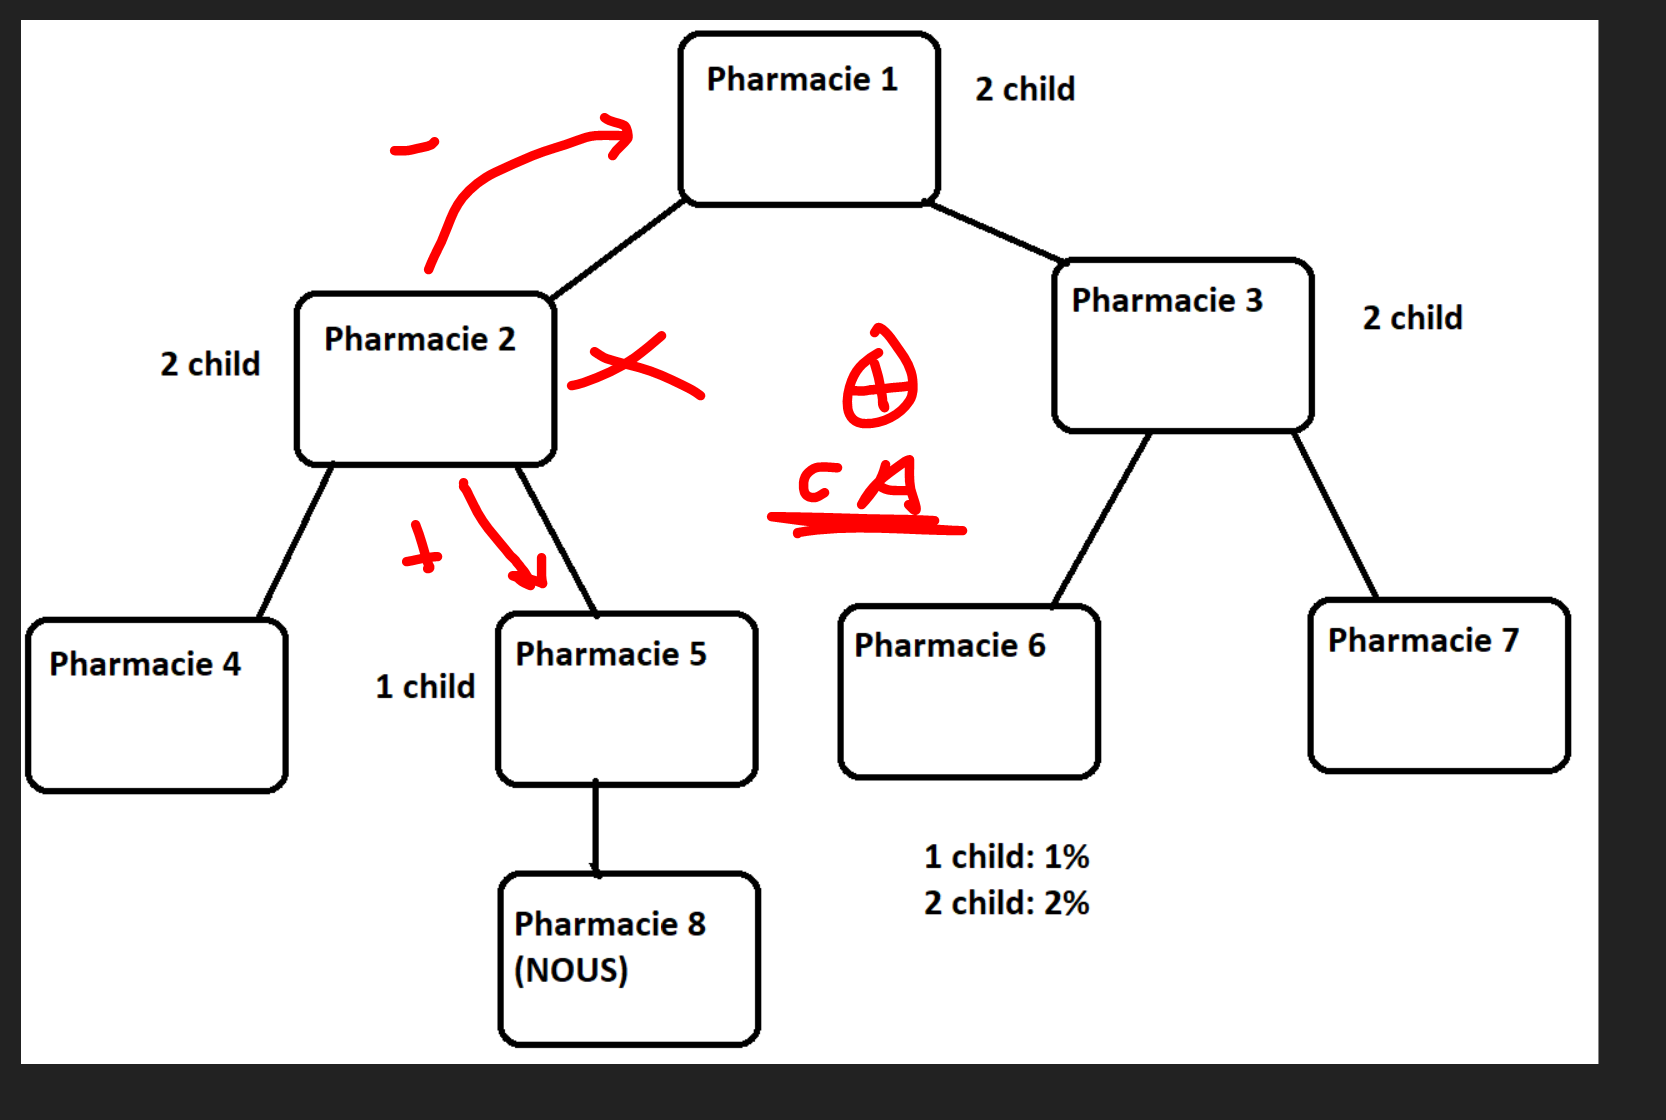 Pharmacie 1
2 child
-
Pharmacie 3
2 child
Pharmacie 2
2 child
+
CA
+
Pharmacie 4
1 child
Pharmacie 5
Pharmacie 6
Pharmacie 7
1 child: 1%
2 child: 2%
Pharmacie 8
(NOUS)